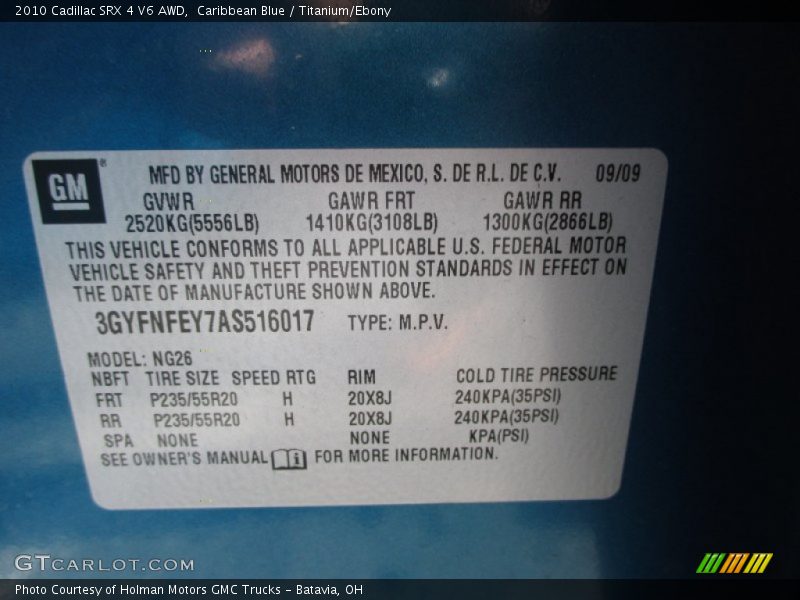 2010 Cadillac SRX 4 V6 AWD,  Caribbean Blue / Titanium/Ebony
GM®
MFD BY GENERAL MOTORS DE MEXICO, S. DE R.L. DE C.V. 09/09
GVWR GAWR FRT GAWR RR
2520KG(5556LB) 1410KG(3108LB) 1300KG(2866LB)
THIS VEHICLE CONFORMS TO ALL APPLICABLE U.S. FEDERAL MOTOR
VEHICLE SAFETY AND THEFT PREVENTION STANDARDS IN EFFECT ON
THE DATE OF MANUFACTURE SHOWN ABOVE.
3GYFNFEY7AS516017 TYPE: M.P.V.
MODEL: NG26
NBFT TIRE SIZE SPEED RTG RIM COLD TIRE PRESSURE
FRT P235/55R20 H 20X8J 240KPA(35PSI)
RR P235/55R20 H 20X8J 240KPA(35PSI)
SPA NONE NONE KPA(PSI)
SEE OWNER'S MANUAL i FOR MORE INFORMATION.
GTCARLOT.COM
Photo Courtesy of Holman Motors GMC Trucks – Batavia, OH